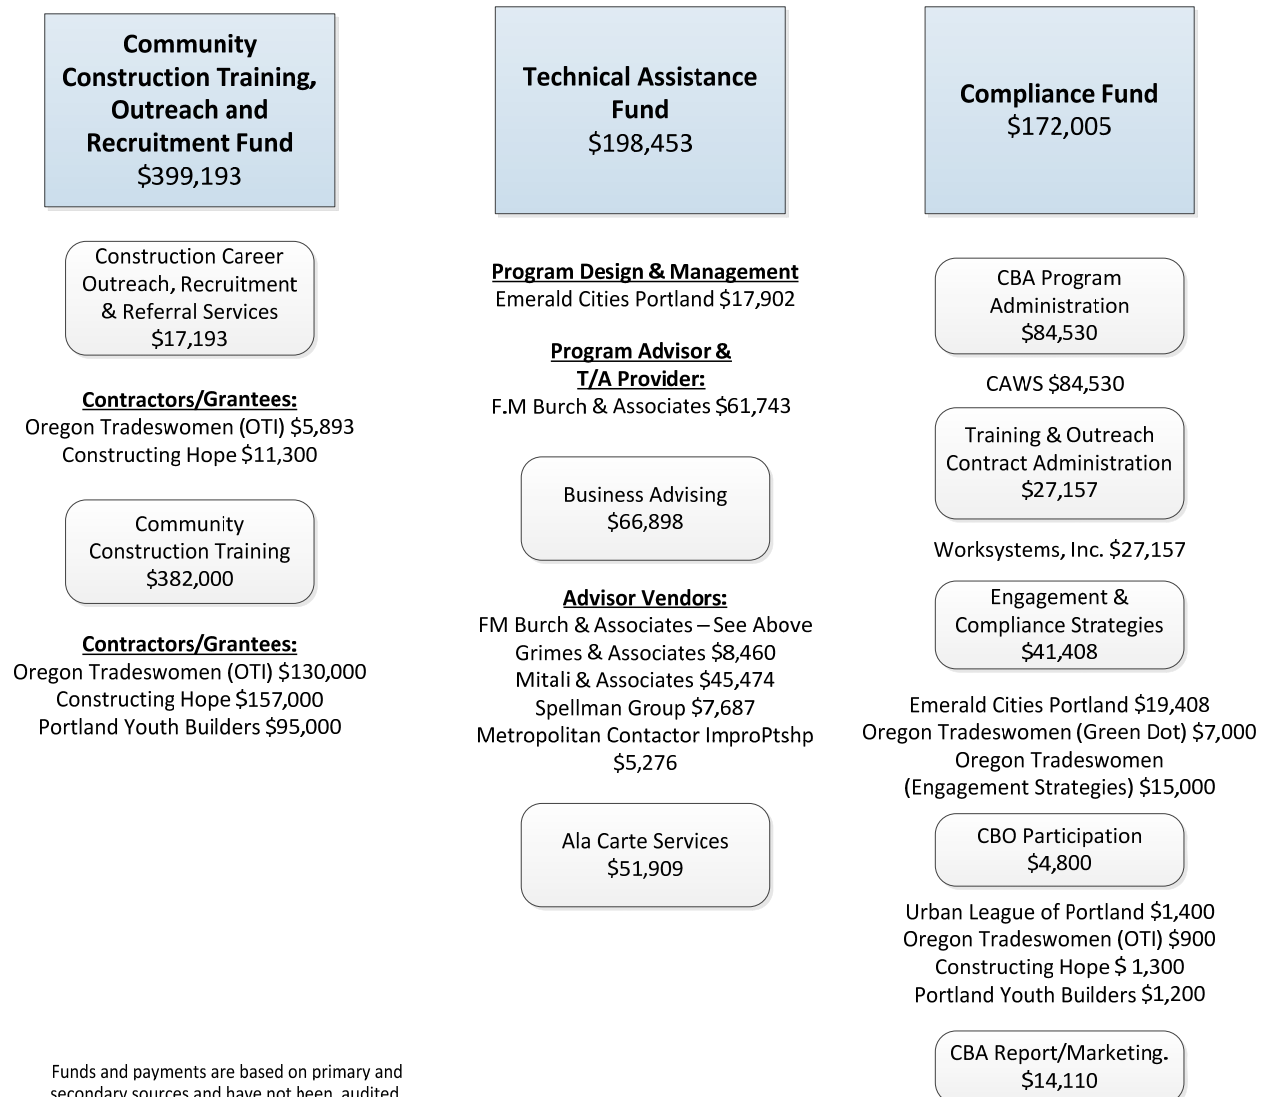 Community
Construction Training,
Outreach and
Recruitment Fund
$399,193
Construction Career
Outreach, Recruitment
& Referral Services
$17,193
Contractors/Grantees:
Oregon Tradeswomen (OTI) $5,893
Constructing Hope $11,300
Community
Construction Training
$382,000
Contractors/Grantees:
Oregon Tradeswomen (OTI) $130,000
Constructing Hope $157,000
Portland Youth Builders $95,000
Funds and payments are based on primary and
secondary sources and have not been  audited.
Technical Assistance
Fund
$198,453
Program Design & Management
Emerald Cities Portland $17,902
Program Advisor &
T/A Provider:
F.M Burch & Associates $61,743
Business Advising
$66,898
Advisor Vendors:
FM Burch & Associates – See Above
Grimes & Associates $8,460
Mitali & Associates $45,474
Spellman Group $7,687
Metropolitan Contactor ImproPtshp
$5,276
Ala Carte Services
$51,909
Compliance Fund
$172,005
CBA Program
Administration
$84,530
CAWS $84,530
Training & Outreach
Contract Administration
$27,157
Worksystems, Inc. $27,157
Engagement &
Compliance Strategies
$41,408
Emerald Cities Portland $19,408
Oregon Tradeswomen (Green Dot) $7,000
Oregon Tradeswomen
(Engagement Strategies) $15,000
CBO Participation
$4,800
Urban League of Portland $1,400
Oregon Tradeswomen (OTI) $900
Constructing Hope $ 1,300
Portland Youth Builders $1,200
CBA Report/Marketing.
$14,110